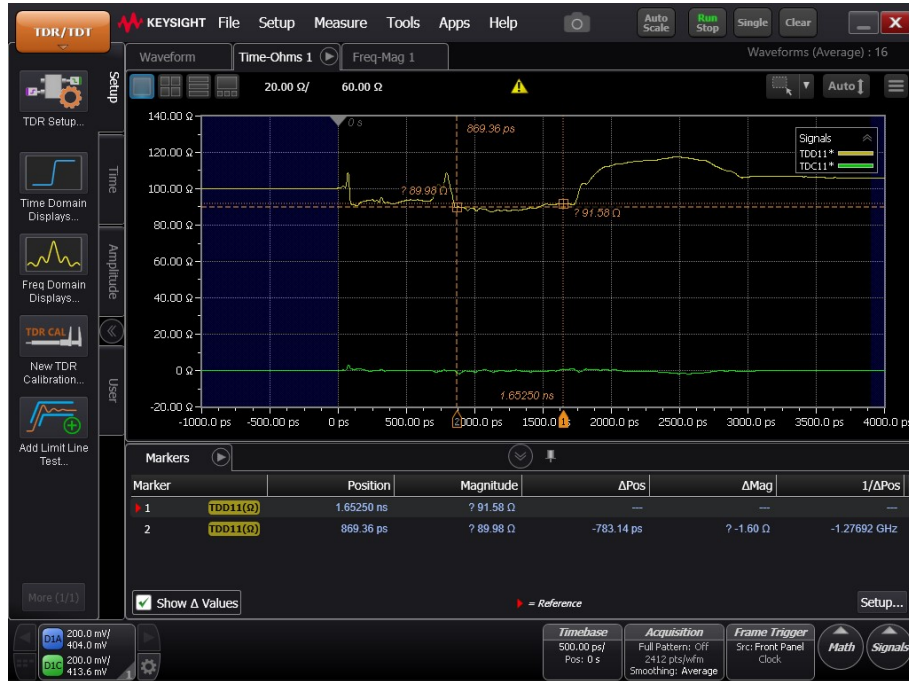 TDR/TDT
KEYSIGHT File Setup Measure Tools Apps Help
Auto Scale
Run Stop
Single
Clear
X
Waveform
Time-Ohms 1
Freq-Mag 1
Waveforms (Average) : 16
20.00 Ω/ 60.00 Ω
Auto
TDR Setup...
Time Domain
Displays...
Freq Domain
Displays...
TDR CAL
New TDR
Calibration...
Add Limit Line
Test...
More (1/1)
Setup
Time
Amplitude
User
140.00 Ω
120.00 Ω
100.00 Ω
80.00 Ω
60.00 Ω
40.00 Ω
20.00 Ω
0 Ω
-20.00 Ω
0 s
869.36 ps
? 89.98 Ω
? 91.58 Ω
1.65250 ns
Signals
TDD11*
TDC11*
-1000.0 ps -500.00 ps 0 ps 500.00 ps 2 000.0 ps 1500.0 1 2000.0 ps 2500.0 ps 3000.0 ps 3500.0 ps 4000.0 ps
Markers
Marker Position Magnitude ΔPos ΔMag 1/ΔPos
1 TDD11(Ω) 1.65250 ns ? 91.58 Ω --- --- ---
2 TDD11(Ω) 869.36 ps ? 89.98 Ω -783.14 ps ? -1.60 Ω -1.27692 GHz
Show Δ Values
= Reference
Setup...
D1A 200.0 mV/
404.0 mV
D1C 200.0 mV/
413.6 mV
1
Timebase
500.00 ps/
Pos: 0 s
Acquisition
Full Pattern: Off
2412 pts/wfm
Smoothing: Average
Frame Trigger
Src: Front Panel
Clock
Math
Signals